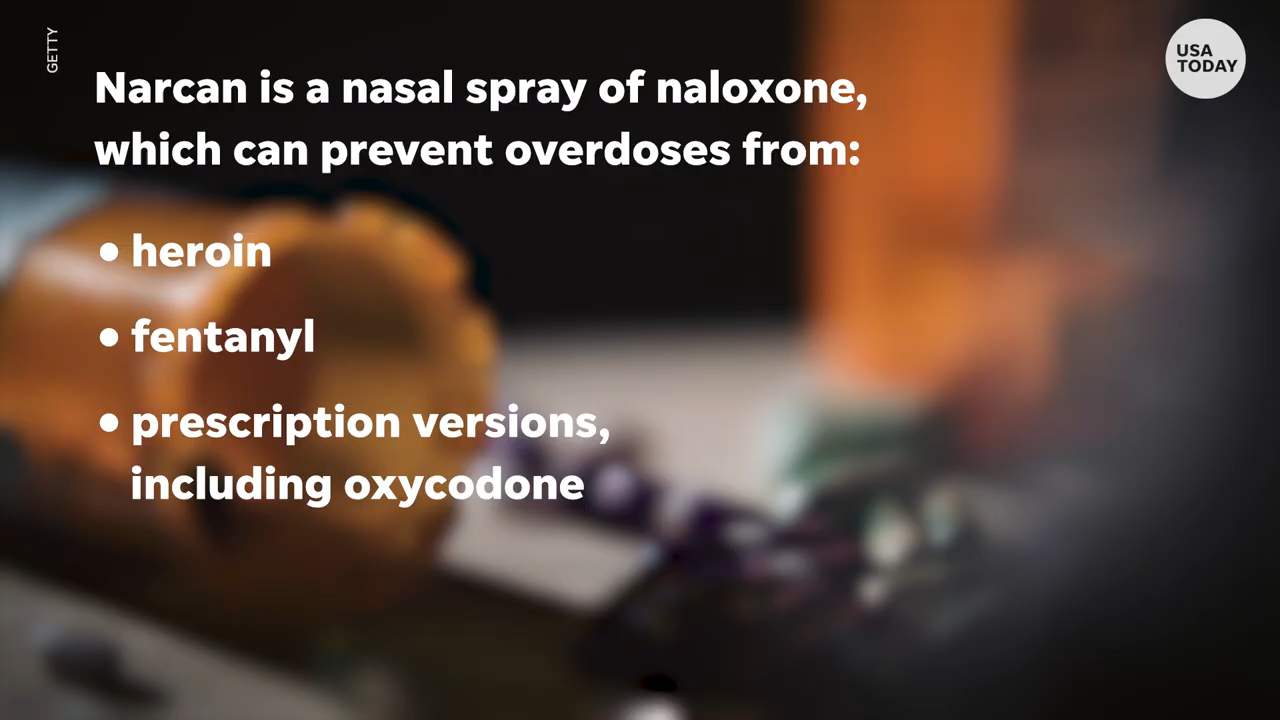 GETTY
USA
TODAY
Narcan is a nasal spray of naloxone,
which can prevent overdoses from:
• heroin
• fentanyl
• prescription versions,
including oxycodone